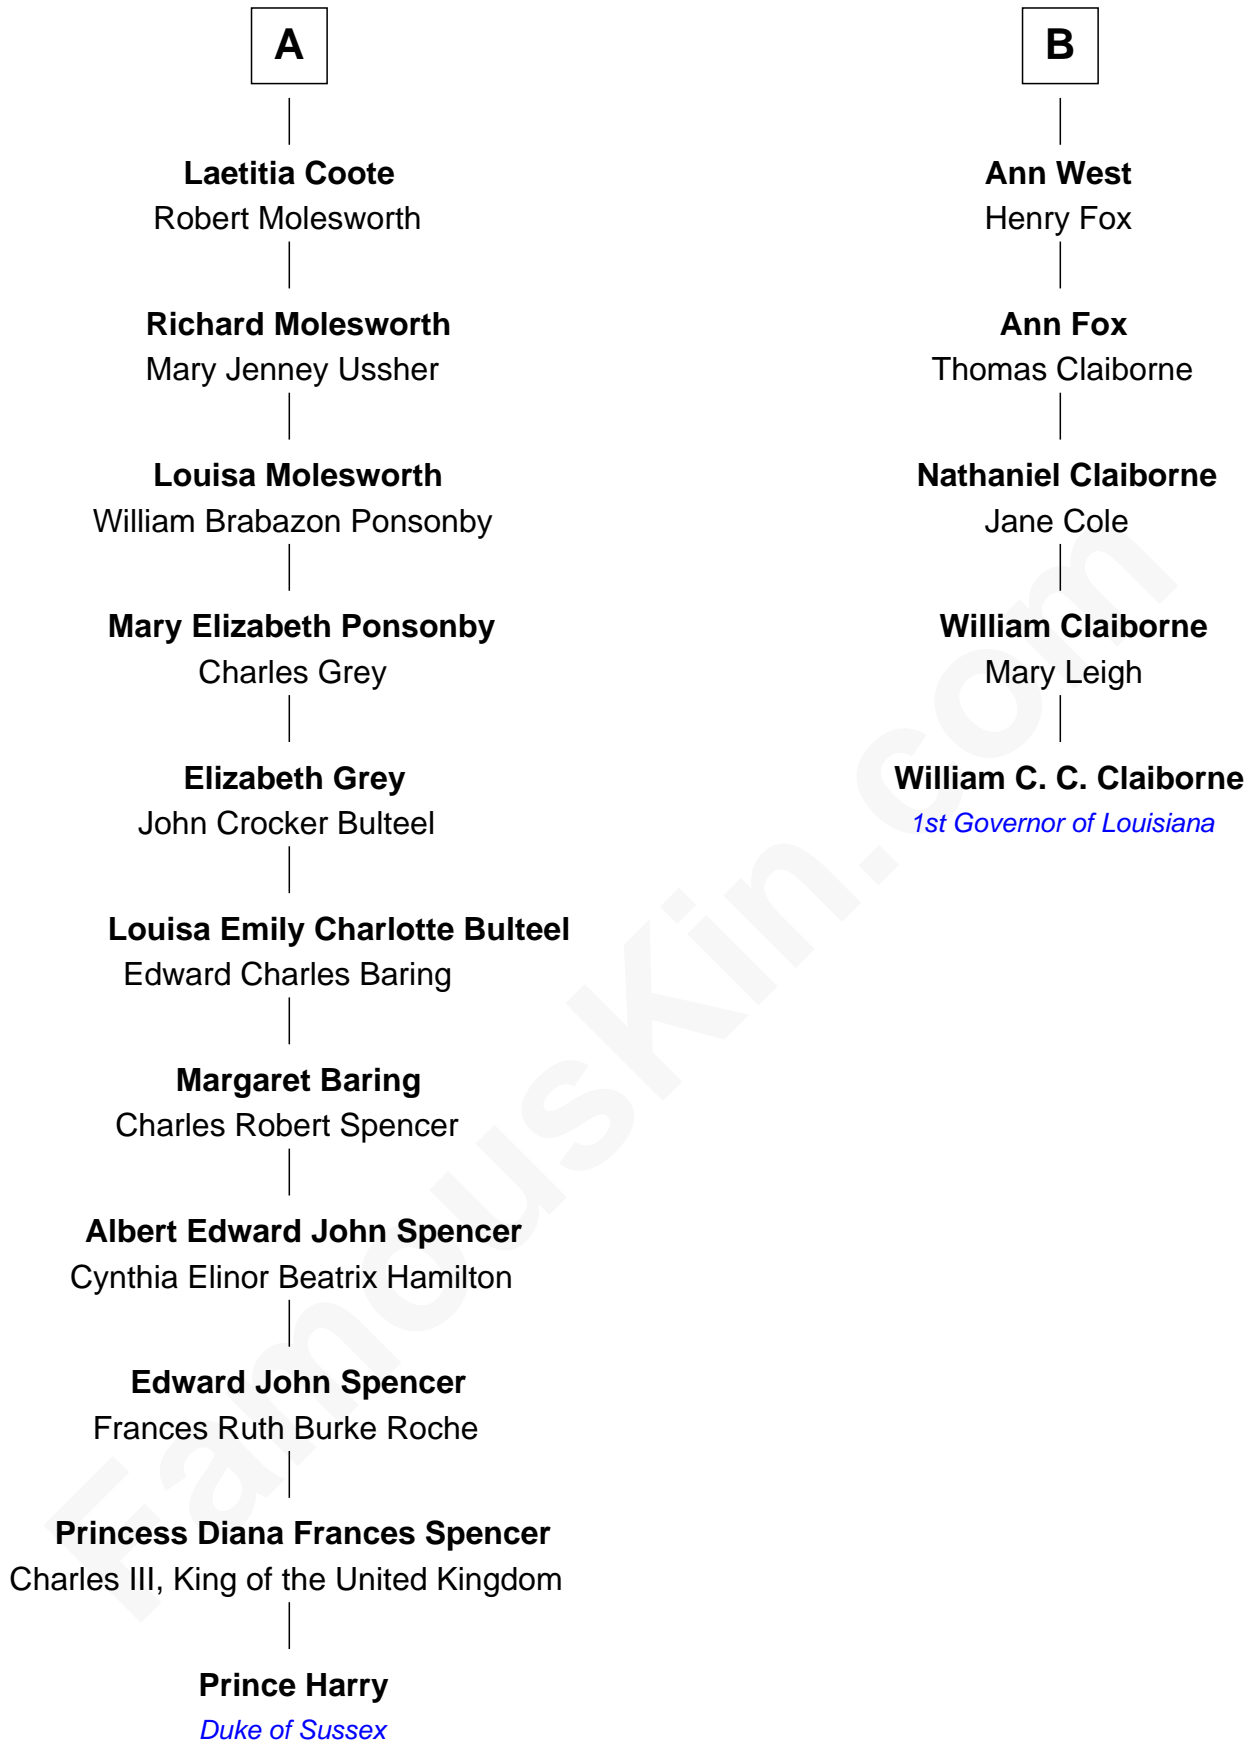 A
Laetitia Coote
Robert Molesworth
Richard Molesworth
Mary Jenney Ussher
Louisa Molesworth
William Brabazon Ponsonby
Mary Elizabeth Ponsonby
Charles Grey
Elizabeth Grey
John Crocker Bulteel
Louisa Emily Charlotte Bulteel
Edward Charles Baring
Margaret Baring
Charles Robert Spencer
Albert Edward John Spencer
Cynthia Elinor Beatrix Hamilton
Edward John Spencer
Frances Ruth Burke Roche
Princess Diana Frances Spencer
Charles III, King of the United Kingdom
Prince Harry
Duke of Sussex
B
Ann West
Henry Fox
Ann Fox
Thomas Claiborne
Nathaniel Claiborne
Jane Cole
William Claiborne
Mary Leigh
William C. C. Claiborne
1st Governor of Louisiana
FamousKin.com